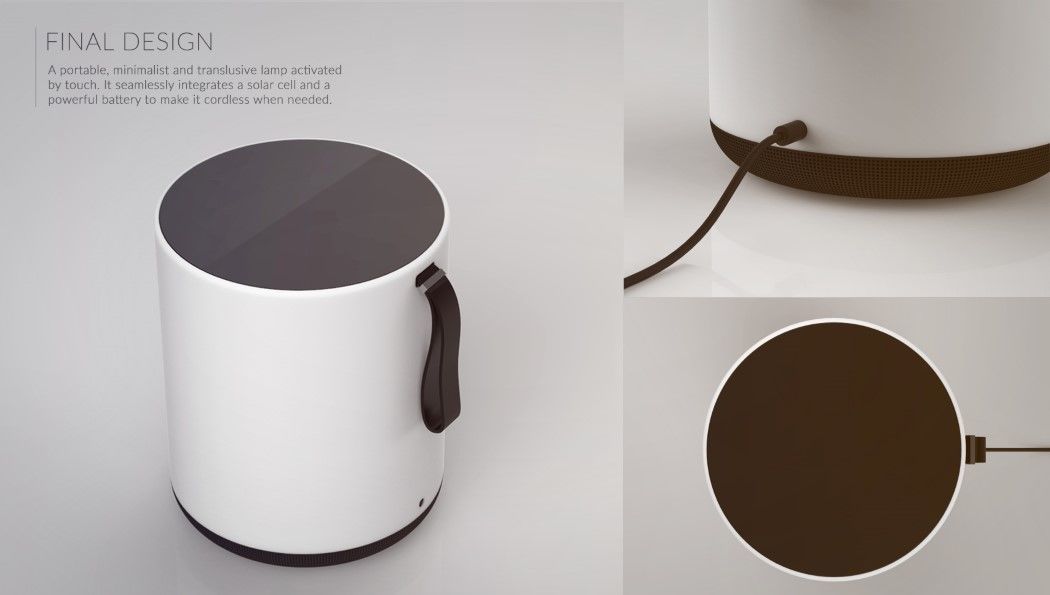 FINAL DESIGN
A portable, minimalist and translusive lamp activated
by touch. It seamlessly integrates a solar cell and a
powerful battery to make it cordless when needed.